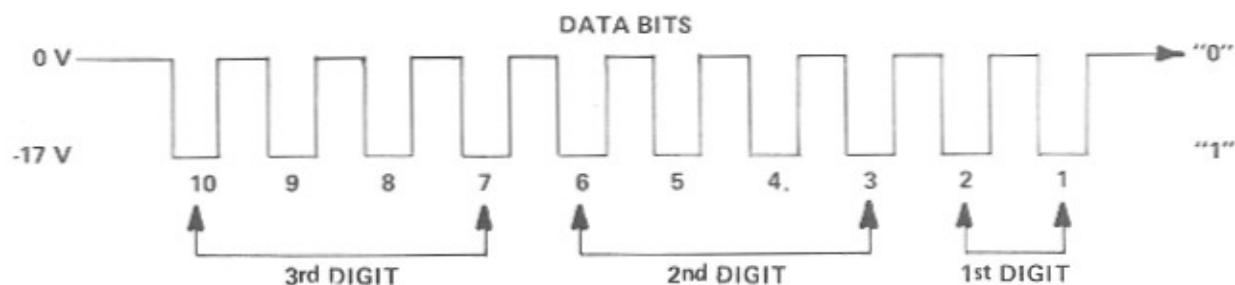 DATA BITS
0 V "0"
-17 V "1"
10 9 8 7 6 5 4. 3 2 1
3rd DIGIT 2nd DIGIT 1st DIGIT